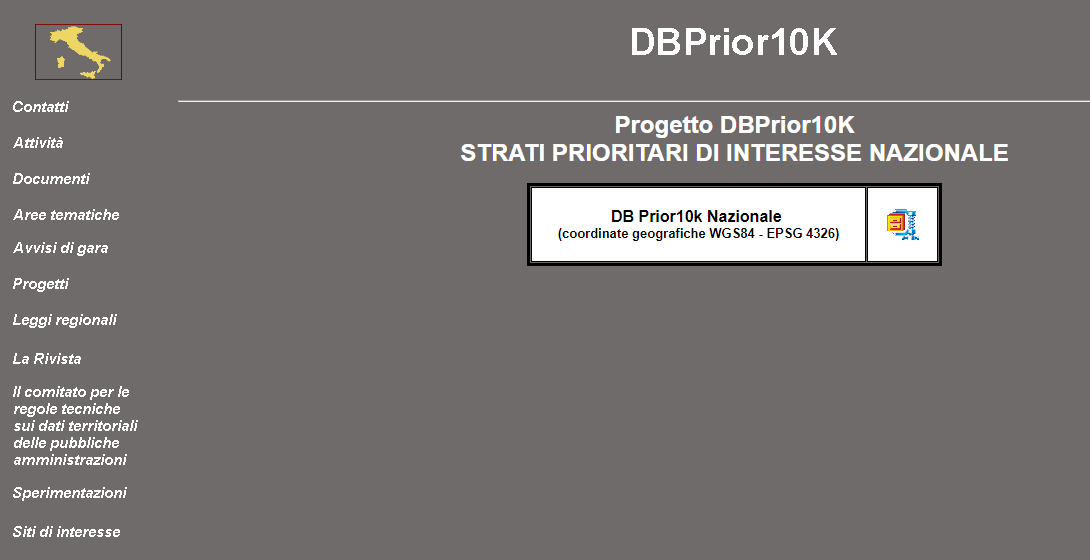 DBPrior10K
Contatti
Attività
Documenti
Aree tematiche
Avvisi di gara
Progetti
Leggi regionali
La Rivista
Il comitato per le
regole tecniche
sui dati territoriali
delle pubbliche
amministrazioni
Sperimentazioni
Siti di interesse
Progetto DBPrior10K
STRATI PRIORITARI DI INTERESSE NAZIONALE
DB Prior10k Nazionale
(coordinate geografiche WGS84 - EPSG 4326)